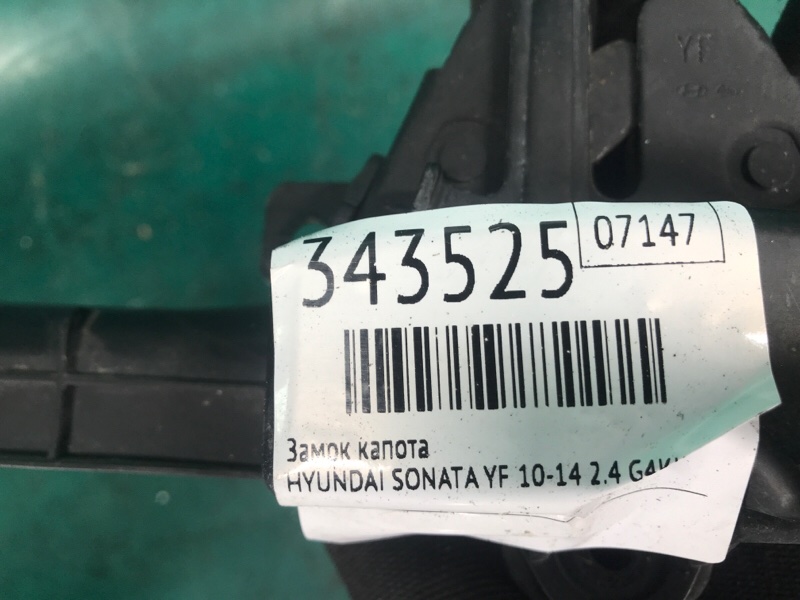 YF
343525
07147
Замок капота
HYUNDAI SONATA YF 10-14 2.4